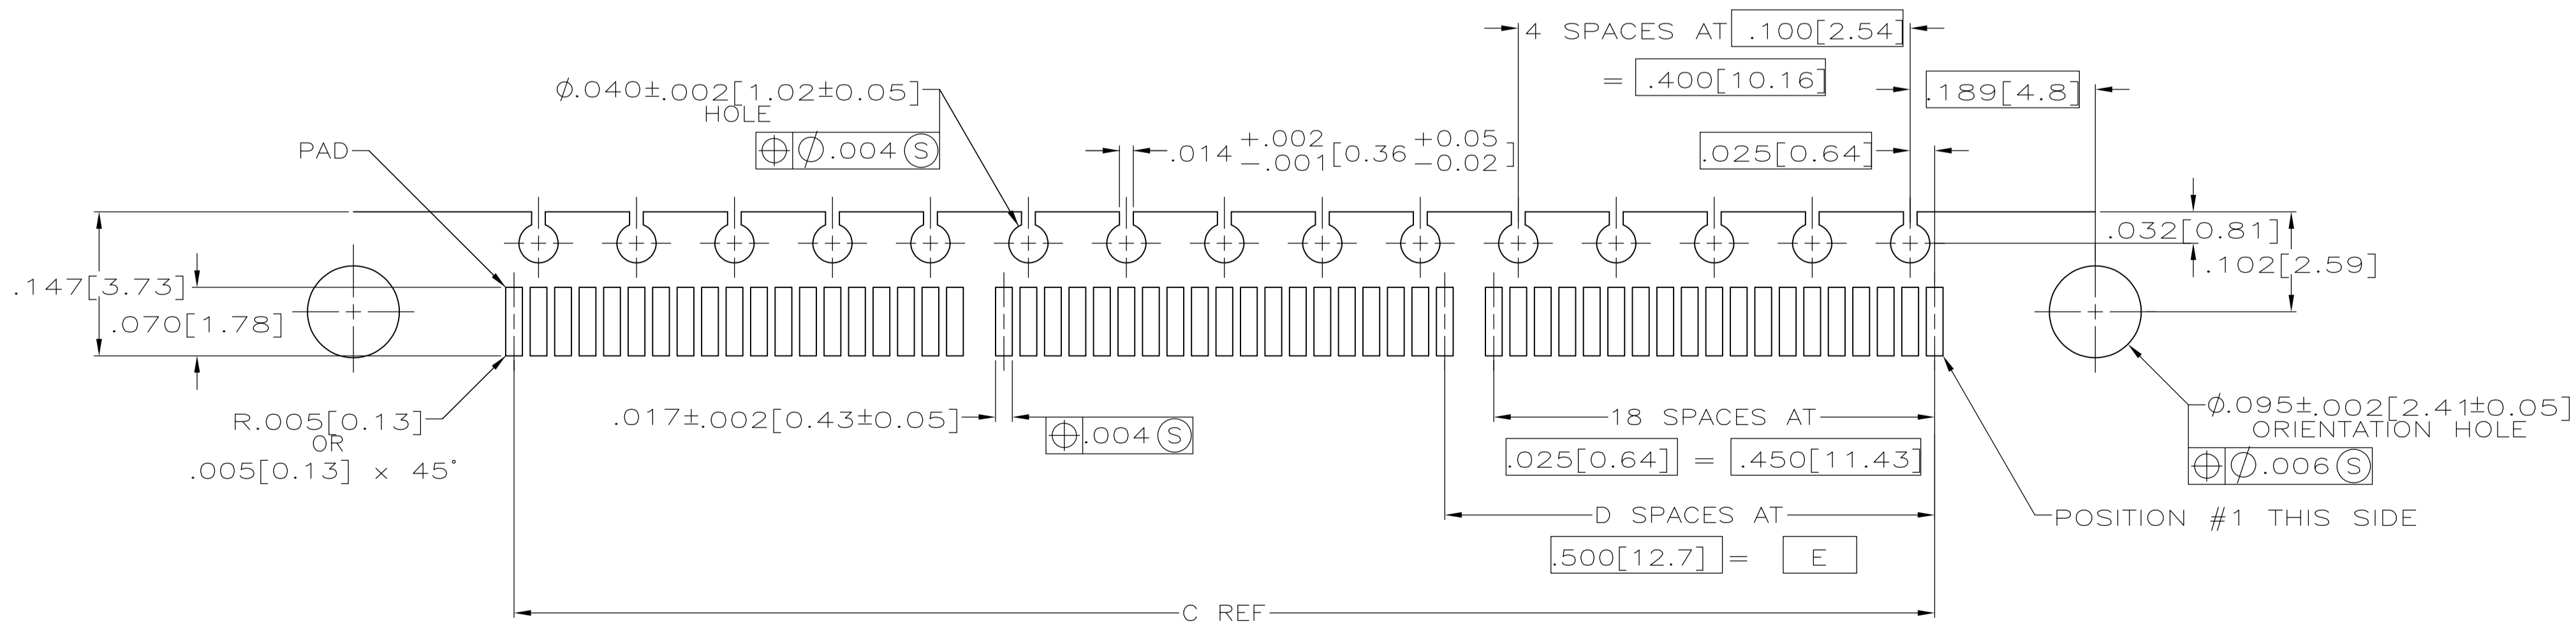 4 SPACES AT .100[2.54]
= .400[10.16]
.189[4.8]
Ø.040±.002[1.02±0.05]
HOLE
⌖ Ø.004 Ⓢ
PAD
.014 +.002 -.001 [0.36 +0.05 -0.02]
.025[0.64]
.032[0.81]
.102[2.59]
.147[3.73]
.070[1.78]
R.005[0.13]
OR
.005[0.13] × 45°
.017±.002[0.43±0.05]
⌖ .004 Ⓢ
18 SPACES AT
.025[0.64] = .450[11.43]
Ø.095±.002[2.41±0.05]
ORIENTATION HOLE
⌖ Ø.006 Ⓢ
D SPACES AT
.500[12.7] = E
POSITION #1 THIS SIDE
C REF